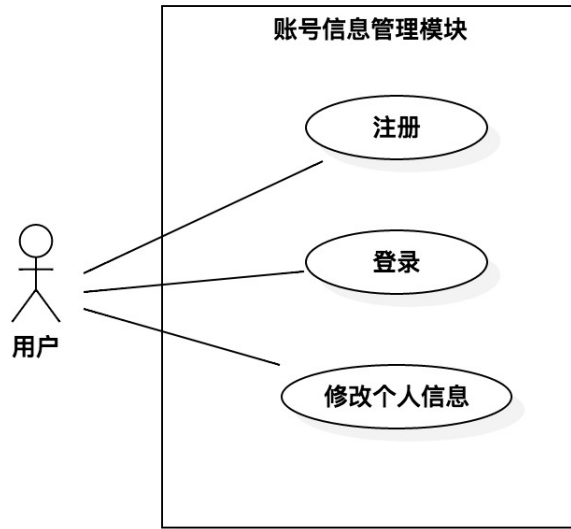 账号信息管理模块
注册
登录
用户
修改个人信息